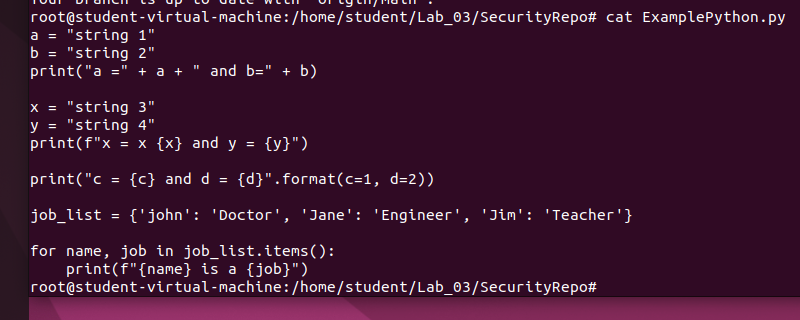 Your branch is up to date with 'origin/main'.
root@student-virtual-machine:/home/student/Lab_03/SecurityRepo# cat ExamplePython.py
a = "string 1"
b = "string 2"
print("a =" + a + " and b=" + b)

x = "string 3"
y = "string 4"
print(f"x = x {x} and y = {y}")

print("c = {c} and d = {d}".format(c=1, d=2))

job_list = {'john': 'Doctor', 'Jane': 'Engineer', 'Jim': 'Teacher'}

for name, job in job_list.items():
    print(f"{name} is a {job}")
root@student-virtual-machine:/home/student/Lab_03/SecurityRepo#